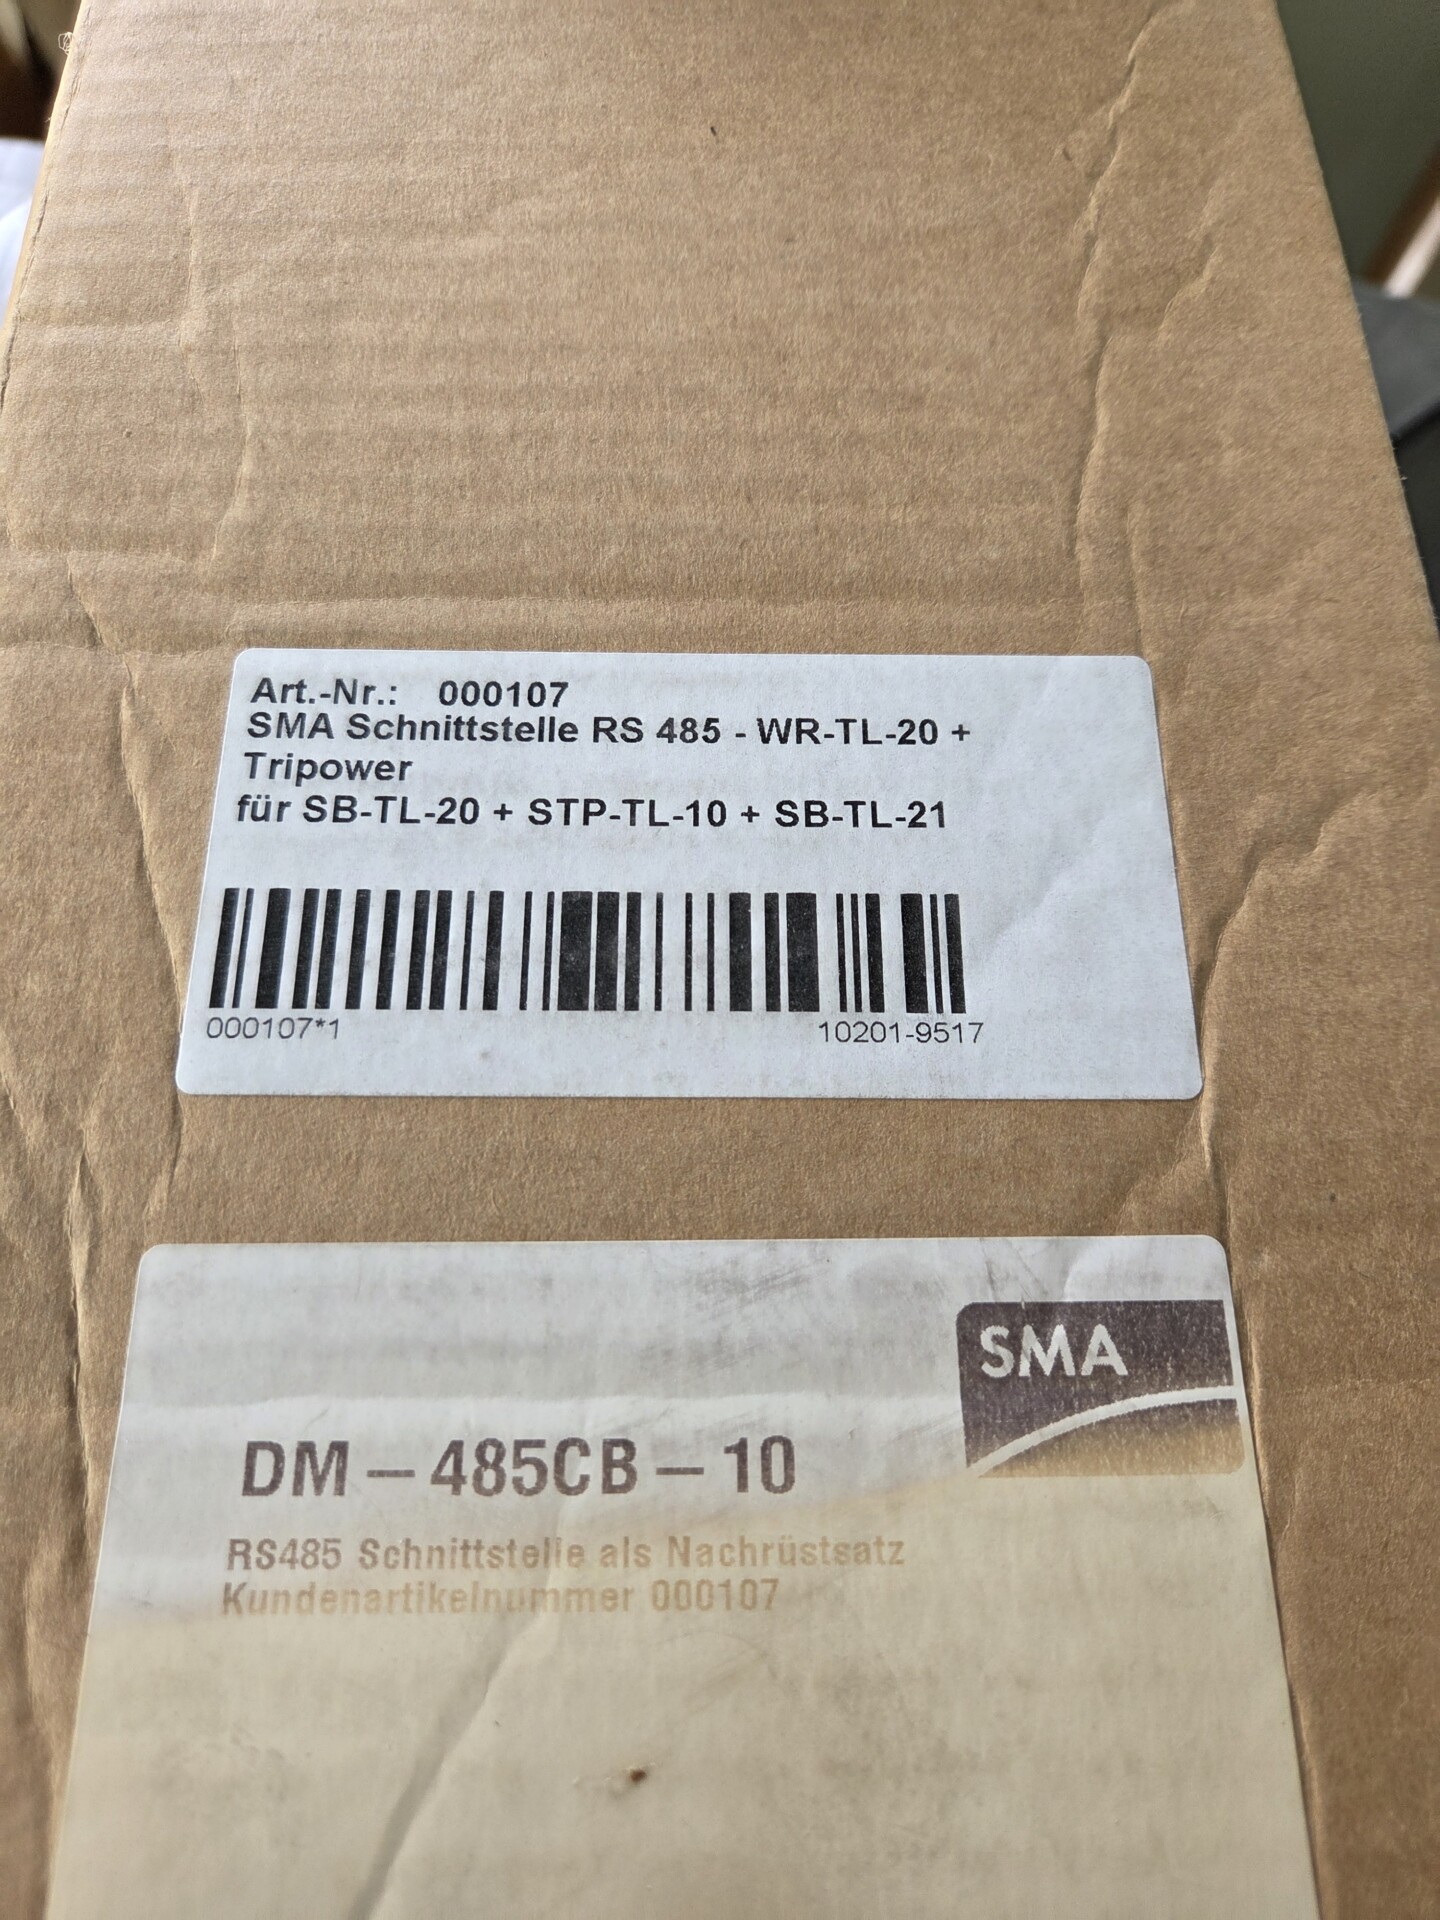 Art.-Nr.: 000107
SMA Schnittstelle RS 485 - WR-TL-20 +
Tripower
für SB-TL-20 + STP-TL-10 + SB-TL-21
000107*1 10201-9517
SMA
DM - 485CB - 10
RS485 Schnittstelle als Nachrüstsatz
Kundenartikelnummer 000107